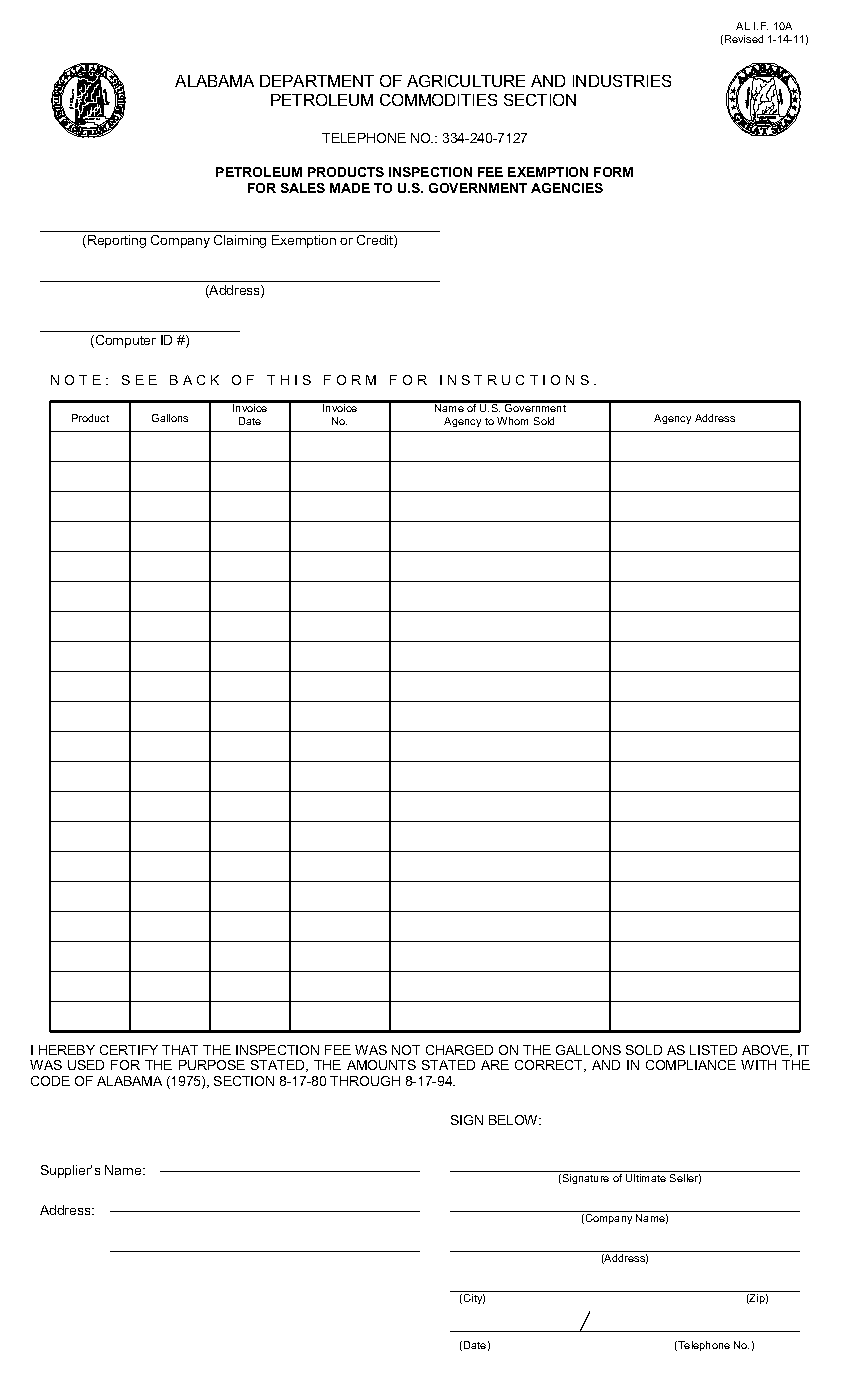 AL I.F. 10A
(Revised 1-14-11)
ALABAMA DEPARTMENT OF AGRICULTURE AND INDUSTRIES
PETROLEUM COMMODITIES SECTION
TELEPHONE NO.: 334-240-7127
PETROLEUM PRODUCTS INSPECTION FEE EXEMPTION FORM
FOR SALES MADE TO U.S. GOVERNMENT AGENCIES
ALABAMA
GREAT SEAL
(Reporting Company Claiming Exemption or Credit)
(Address)
(Computer ID #)
NOTE: SEE BACK OF THIS FORM FOR INSTRUCTIONS.
Product
Gallons
Invoice
Date
Invoice
No.
Name of U.S. Government
Agency to Whom Sold
Agency Address
I HEREBY CERTIFY THAT THE INSPECTION FEE WAS NOT CHARGED ON THE GALLONS SOLD AS LISTED ABOVE, IT
WAS USED FOR THE PURPOSE STATED, THE AMOUNTS STATED ARE CORRECT, AND IN COMPLIANCE WITH THE
CODE OF ALABAMA (1975), SECTION 8-17-80 THROUGH 8-17-94.
SIGN BELOW:
Supplier's Name:
(Signature of Ultimate Seller)
Address:
(Company Name)
(Address)
(City) (Zip)
/
(Date) (Telephone No.)